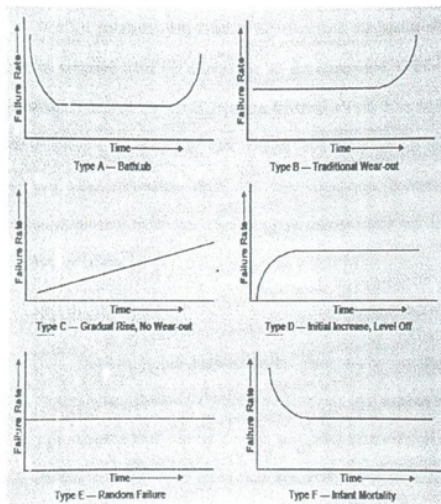 Failure Rate
Time
Type A — Bathtub
Failure Rate
Time
Type B — Traditional Wear-out
Failure Rate
Time
Type C — Gradual Rise, No Wear-out
Failure Rate
Time
Type D — Initial Increase, Level Off
Failure Rate
Time
Type E — Random Failure
Failure Rate
Time
Type F — Infant Mortality